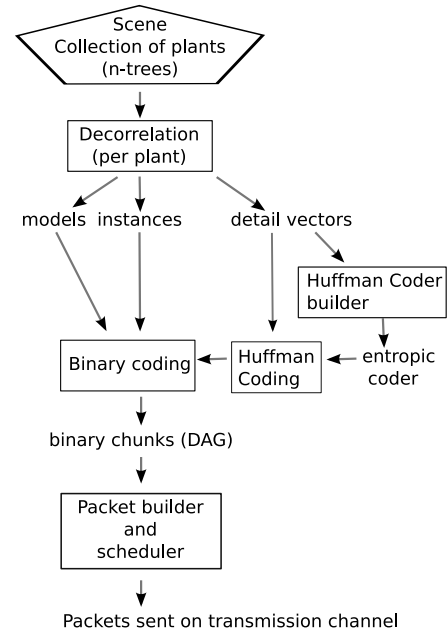 Scene
Collection of plants
(n-trees)
Decorrelation
(per plant)
models instances detail vectors
Huffman Coder
builder
Binary coding
Huffman
Coding
entropic
coder
binary chunks (DAG)
Packet builder
and
scheduler
Packets sent on transmission channel